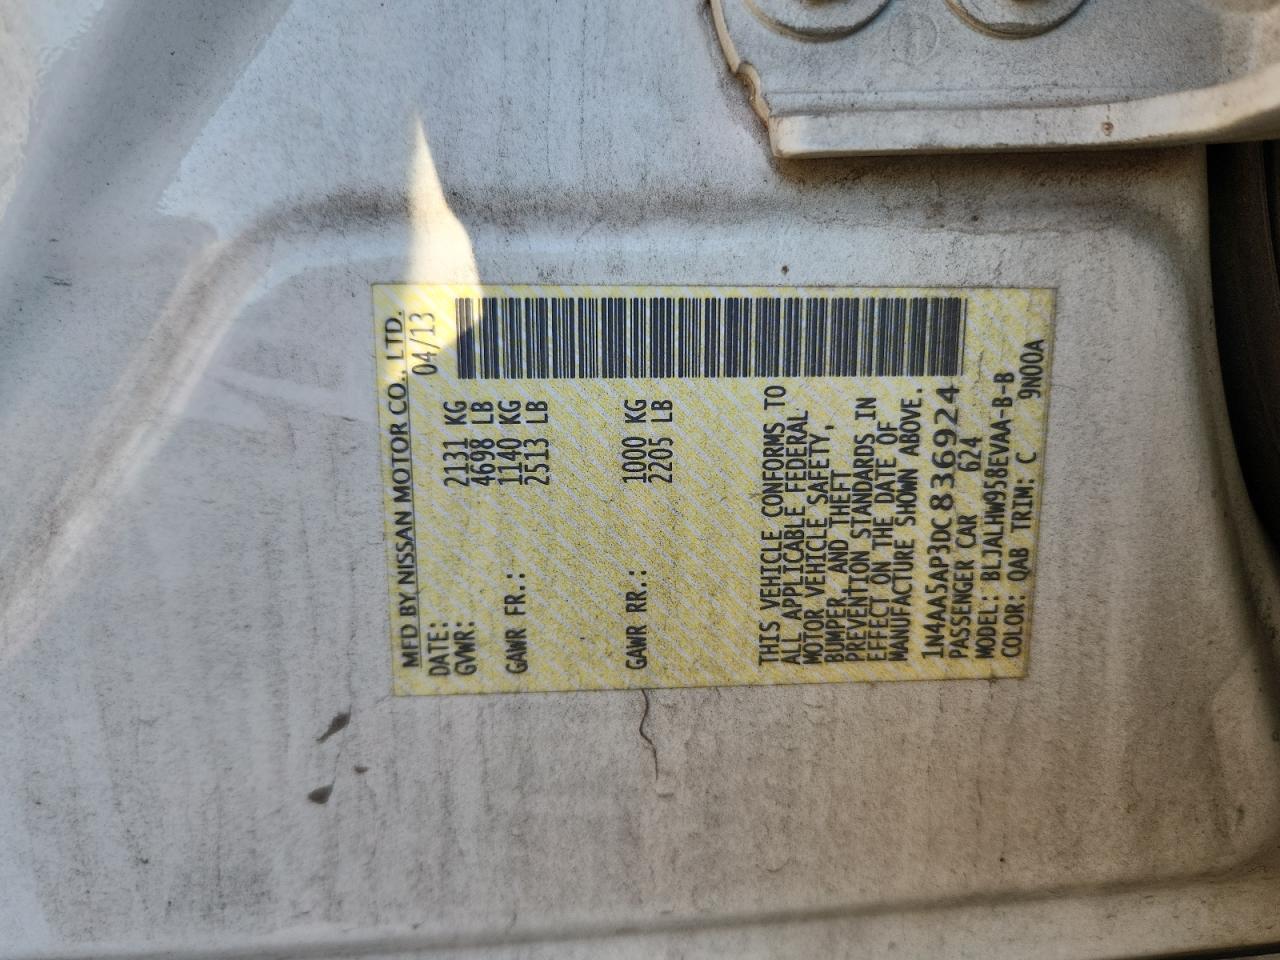 MFD BY NISSAN MOTOR CO., LTD.
DATE: 04/13
GVWR: 2131 KG
4698 LB
GAWR FR.: 1140 KG
2513 LB
GAWR RR.: 1000 KG
2205 LB
THIS VEHICLE CONFORMS TO
ALL APPLICABLE FEDERAL
MOTOR VEHICLE SAFETY,
BUMPER, AND THEFT
PREVENTION STANDARDS IN
EFFECT ON THE DATE OF
MANUFACTURE SHOWN ABOVE.
1N4AA5AP3DC836924
PASSENGER CAR 624
MODEL: BLJALHW958EVAA-B-B
COLOR: QAB TRIM: C 9N00A